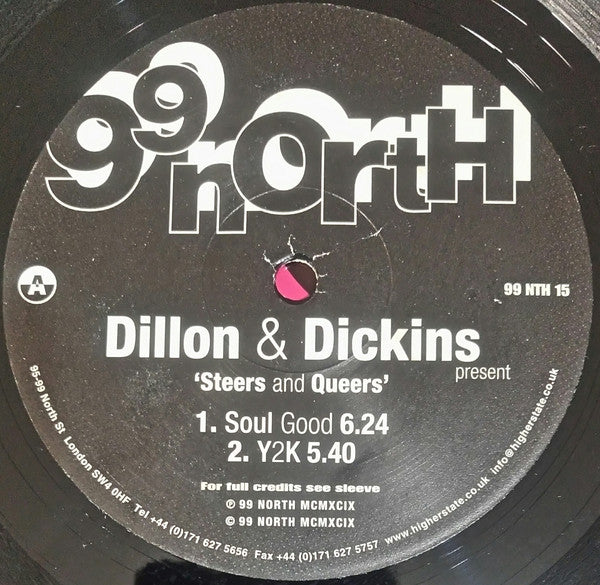 99 nOrtH
A
99 NTH 15
Dillon & Dickins
present
'Steers and Queers'
1. Soul Good 6.24
2. Y2K 5.40
For full credits see sleeve
℗ 99 NORTH MCMXCIX
© 99 NORTH MCMXCIX
95-99 North St London SW4 0HF Tel +44 (0)171 627 5656 Fax +44 (0)171 627 5757 www.higherstate.co.uk info@higherstate.co.uk